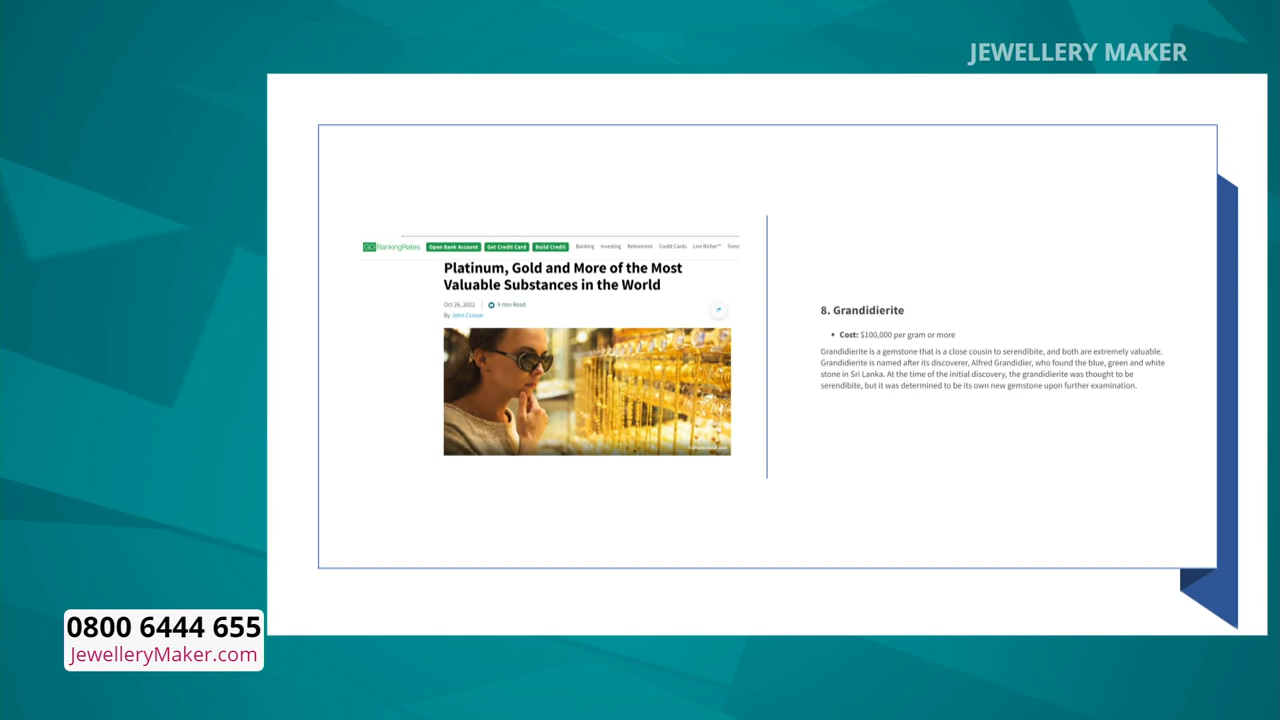 JEWELLERY MAKER
GOBankingRates Open Bank Account Get Credit Card Build Credit Banking Investing Retirement Credit Cards Live Richer™ Trenc
Platinum, Gold and More of the Most
Valuable Substances in the World
Oct 26, 2022 9 min Read
By John Csiszar
8. Grandidierite
• Cost: $100,000 per gram or more
Grandidierite is a gemstone that is a close cousin to serendibite, and both are extremely valuable.
Grandidierite is named after its discoverer, Alfred Grandidier, who found the blue, green and white
stone in Sri Lanka. At the time of the initial discovery, the grandidierite was thought to be
serendibite, but it was determined to be its own new gemstone upon further examination.
0800 6444 655
JewelleryMaker.com